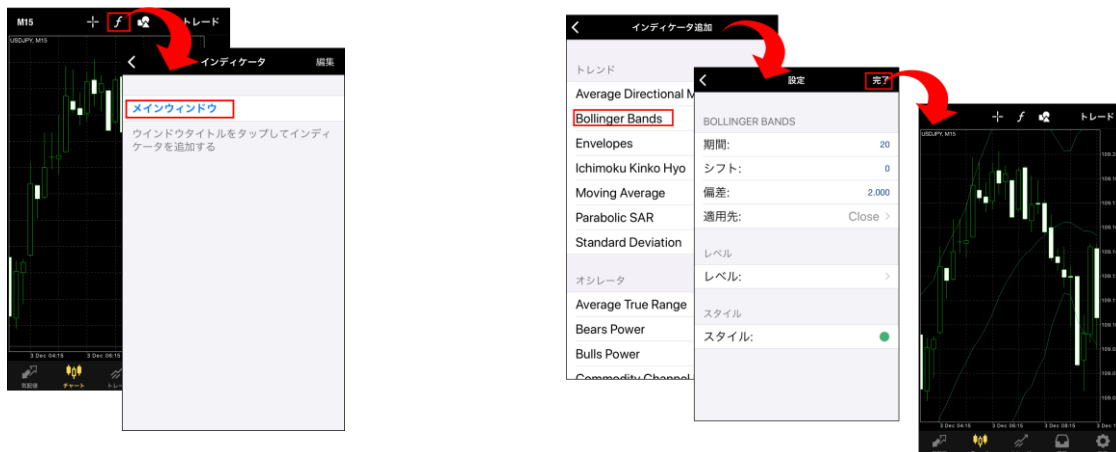 M15
f
トレード
USDJPY, M15
3 Dec 04:15
3 Dec 06:15
気配値
チャート
インディケータ
編集
メインウィンドウ
ウインドウタイトルをタップしてインディ
ケータを追加する
インディケータ追加
トレンド
Average Directional M
Bollinger Bands
Envelopes
Ichimoku Kinko Hyo
Moving Average
Parabolic SAR
Standard Deviation
オシレータ
Average True Range
Bears Power
Bulls Power
Commodity Channel
設定
完了
BOLLINGER BANDS
期間: 20
シフト: 0
偏差: 2.000
適用先: Close >
レベル
レベル: >
スタイル
スタイル:
f
トレード
USDJPY, M15
3 Dec 04:15
3 Dec 06:15
3 Dec 08:15